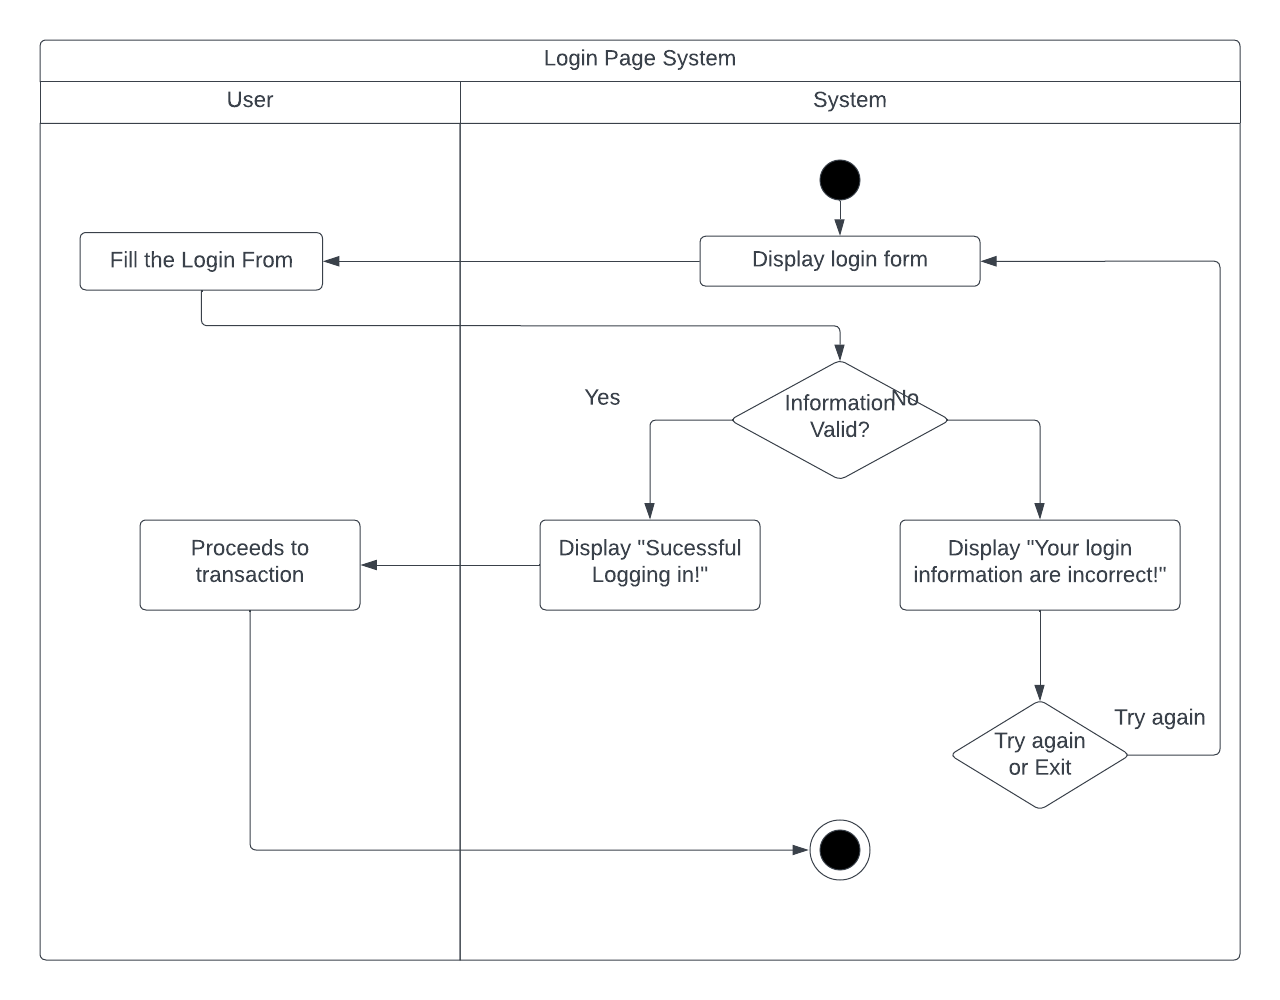 Login Page System
User
System
Fill the Login From
Display login form
Yes
No
Information
Valid?
Proceeds to
transaction
Display "Sucessful
Logging in!"
Display "Your login
information are incorrect!"
Try again
Try again
or Exit